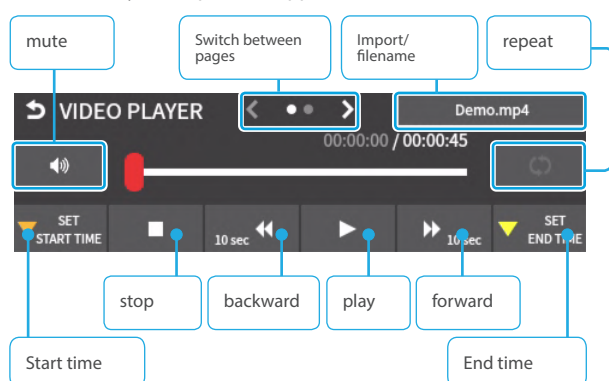 mute
Switch between
pages
Import/
filename
repeat
VIDEO PLAYER
Demo.mp4
00:00:00 / 00:00:45
SET
START TIME
10 sec
10 sec
SET
END TIME
stop
backward
play
forward
Start time
End time